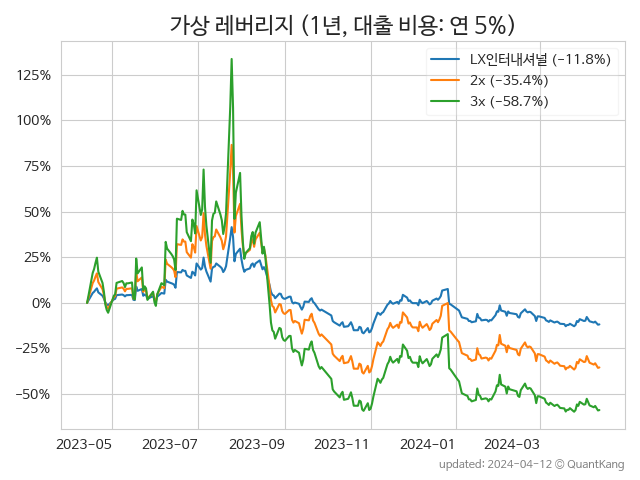 가상 레버리지 (1년, 대출 비용: 연 5%)
LX인터내셔널 (−11.8%)
2x (−35.4%)
3x (−58.7%)
125%
100%
75%
50%
25%
0%
−25%
−50%
2023-05 2023-07 2023-09 2023-11 2024-01 2024-03
updated: 2024-04-12 © QuantKang